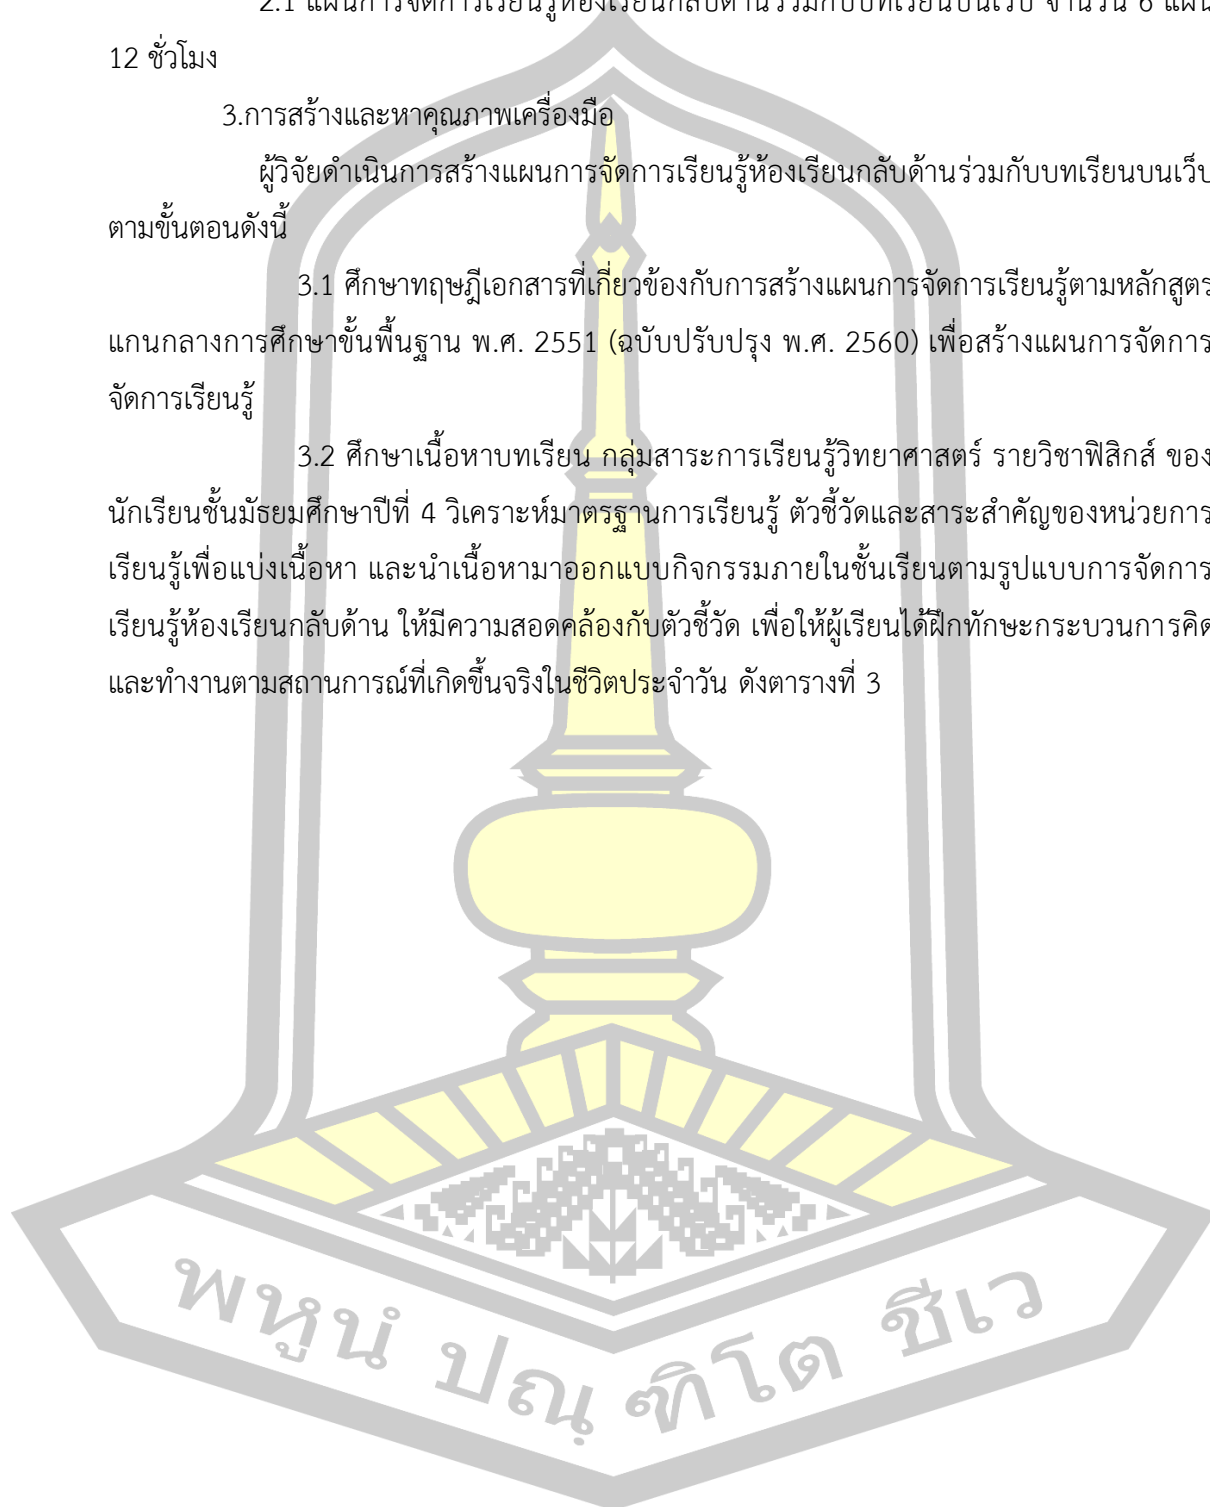 2.1 แผนการจัดการเรียนรู้ห้องเรียนกลับด้านร่วมกับบทเรียนบนเว็บ จำนวน 6 แผน
12 ชั่วโมง
3.การสร้างและหาคุณภาพเครื่องมือ
ผู้วิจัยดำเนินการสร้างแผนการจัดการเรียนรู้ห้องเรียนกลับด้านร่วมกับบทเรียนบนเว็บ
ตามขั้นตอนดังนี้
3.1 ศึกษาทฤษฎีเอกสารที่เกี่ยวข้องกับการสร้างแผนการจัดการเรียนรู้ตามหลักสูตร
แกนกลางการศึกษาขั้นพื้นฐาน พ.ศ. 2551 (ฉบับปรับปรุง พ.ศ. 2560) เพื่อสร้างแผนการจัดการ
จัดการเรียนรู้
3.2 ศึกษาเนื้อหาบทเรียน กลุ่มสาระการเรียนรู้วิทยาศาสตร์ รายวิชาฟิสิกส์ ของ
นักเรียนชั้นมัธยมศึกษาปีที่ 4 วิเคราะห์มาตรฐานการเรียนรู้ ตัวชี้วัดและสาระสำคัญของหน่วยการ
เรียนรู้เพื่อแบ่งเนื้อหา และนำเนื้อหามาออกแบบกิจกรรมภายในชั้นเรียนตามรูปแบบการจัดการ
เรียนรู้ห้องเรียนกลับด้าน ให้มีความสอดคล้องกับตัวชี้วัด เพื่อให้ผู้เรียนได้ฝึกทักษะกระบวนการคิด
และทำงานตามสถานการณ์ที่เกิดขึ้นจริงในชีวิตประจำวัน ดังตารางที่ 3
พหูนํ ปณฺฑิโต ชีเว